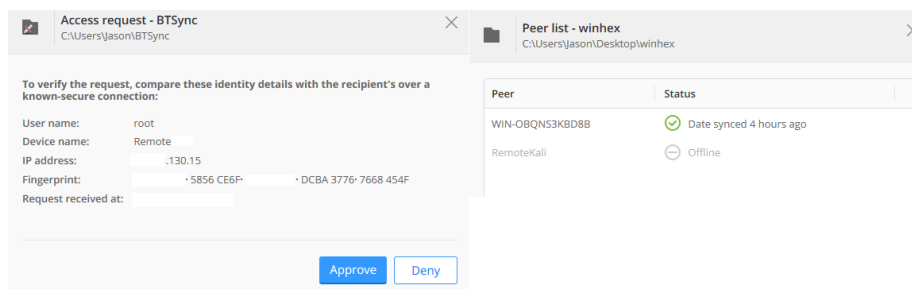 Access request - BTSync
C:\Users\Jason\BTSync
To verify the request, compare these identity details with the recipient's over a
known-secure connection:
User name: root
Device name: Remote
IP address: .130.15
Fingerprint: · 5856 CE6F· · DCBA 3776· 7668 454F
Request received at:
Approve Deny
Peer list - winhex
C:\Users\Jason\Desktop\winhex
Peer Status
WIN-OBQNS3KBD8B Date synced 4 hours ago
RemoteKali Offline